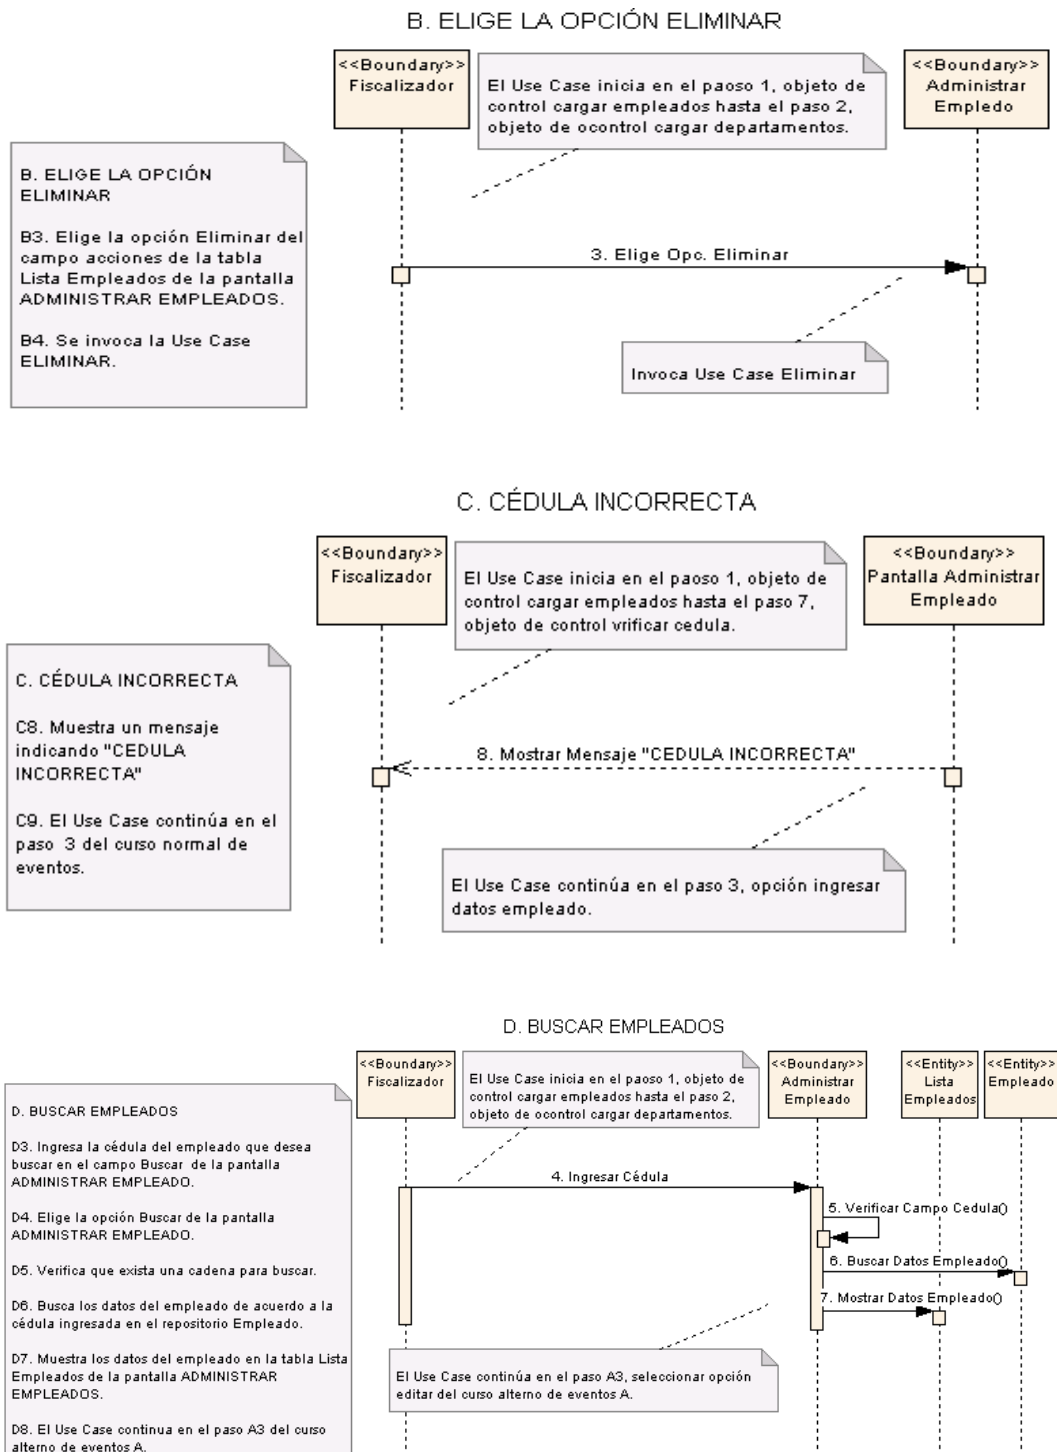 B. ELIGE LA OPCIÓN ELIMINAR
<<Boundary>>
Fiscalizador
El Use Case inicia en el paoso 1, objeto de
control cargar empleados hasta el paso 2,
objeto de ocontrol cargar departamentos.
<<Boundary>>
Administrar
Empledo
B. ELIGE LA OPCIÓN
ELIMINAR
B3. Elige la opción Eliminar del
campo acciones de la tabla
Lista Empleados de la pantalla
ADMINISTRAR EMPLEADOS.
B4. Se invoca la Use Case
ELIMINAR.
3. Elige Opc. Eliminar
Invoca Use Case Eliminar
C. CÉDULA INCORRECTA
<<Boundary>>
Fiscalizador
El Use Case inicia en el paoso 1, objeto de
control cargar empleados hasta el paso 7,
objeto de control vrificar cedula.
<<Boundary>>
Pantalla Administrar
Empleado
C. CÉDULA INCORRECTA
C8. Muestra un mensaje
indicando "CEDULA
INCORRECTA"
C9. El Use Case continúa en el
paso 3 del curso normal de
eventos.
8. Mostrar Mensaje "CEDULA INCORRECTA"
El Use Case continúa en el paso 3, opción ingresar
datos empleado.
D. BUSCAR EMPLEADOS
<<Boundary>>
Fiscalizador
El Use Case inicia en el paoso 1, objeto de
control cargar empleados hasta el paso 2,
objeto de ocontrol cargar departamentos.
<<Boundary>>
Administrar
Empleado
<<Entity>>
Lista
Empleados
<<Entity>>
Empleado
D. BUSCAR EMPLEADOS
D3. Ingresa la cédula del empleado que desea
buscar en el campo Buscar de la pantalla
ADMINISTRAR EMPLEADO.
D4. Elige la opción Buscar de la pantalla
ADMINISTRAR EMPLEADO.
D5. Verifica que exista una cadena para buscar.
D6. Busca los datos del empleado de acuerdo a la
cédula ingresada en el repositorio Empleado.
D7. Muestra los datos del empleado en la tabla Lista
Empleados de la pantalla ADMINISTRAR
EMPLEADOS.
D8. El Use Case continua en el paso A3 del curso
alterno de eventos A.
4. Ingresar Cédula
5. Verificar Campo Cedula()
6. Buscar Datos Empleado()
7. Mostrar Datos Empleado()
El Use Case continúa en el paso A3, seleccionar opción
editar del curso alterno de eventos A.